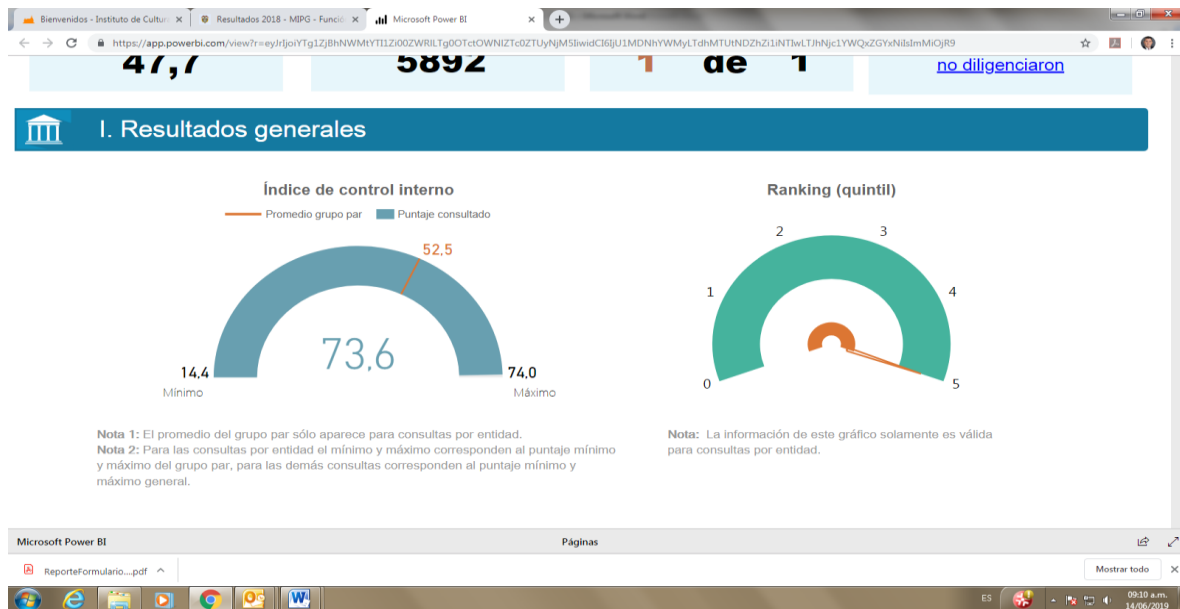 Bienvenidos - Instituto de Cultur
Resultados 2018 - MIPG - Funció
Microsoft Power BI
https://app.powerbi.com/view?r=
47,7
5892
1 de 1
no diligenciaron
I. Resultados generales
Índice de control interno
Promedio grupo par
Puntaje consultado
52,5
73,6
14,4
Mínimo
74,0
Máximo
Ranking (quintil)
0
1
2
3
4
5
Nota 1: El promedio del grupo par sólo aparece para consultas por entidad.
Nota 2: Para las consultas por entidad el mínimo y máximo corresponden al puntaje mínimo
y máximo del grupo par, para las demás consultas corresponden al puntaje mínimo y
máximo general.
Nota: La información de este gráfico solamente es válida
para consultas por entidad.
Microsoft Power BI
Páginas
ReporteFormulario....pdf
Mostrar todo
ES
09:10 a.m.
14/06/2019